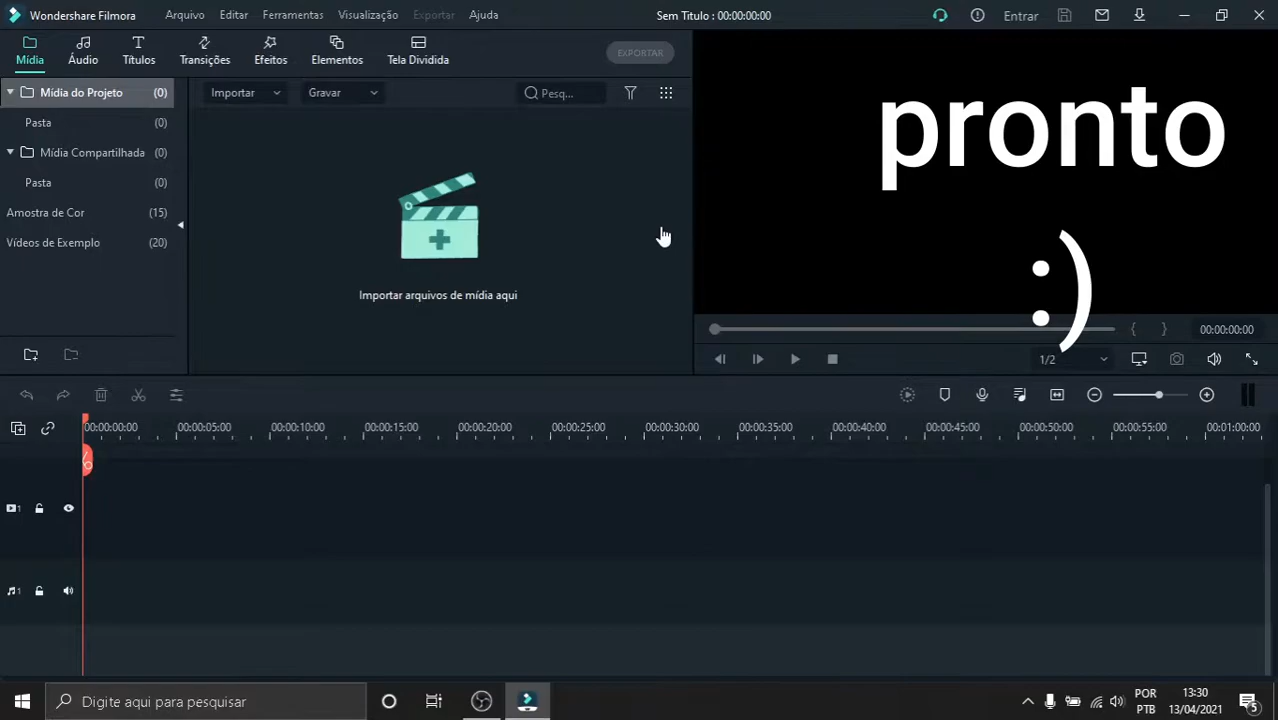 Wondershare Filmora Arquivo Editar Ferramentas Visualização Exportar Ajuda Sem Titulo : 00:00:00:00 Entrar
Mídia Áudio Títulos Transições Efeitos Elementos Tela Dividida EXPORTAR
Mídia do Projeto (0)
Pasta (0)
Mídia Compartilhada (0)
Pasta (0)
Amostra de Cor (15)
Vídeos de Exemplo (20)
Importar Gravar Pesq...
Importar arquivos de mídia aqui
pronto
:)
00:00:00:00
1/2
00:00:00:00 00:00:05:00 00:00:10:00 00:00:15:00 00:00:20:00 00:00:25:00 00:00:30:00 00:00:35:00 00:00:40:00 00:00:45:00 00:00:50:00 00:00:55:00 00:01:00:00
1
1
Digite aqui para pesquisar
POR
PTB
13:30
13/04/2021
5